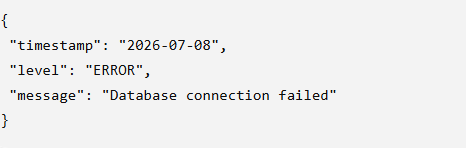 {
 "timestamp": "2026-07-08",
 "level": "ERROR",
 "message": "Database connection failed"
}